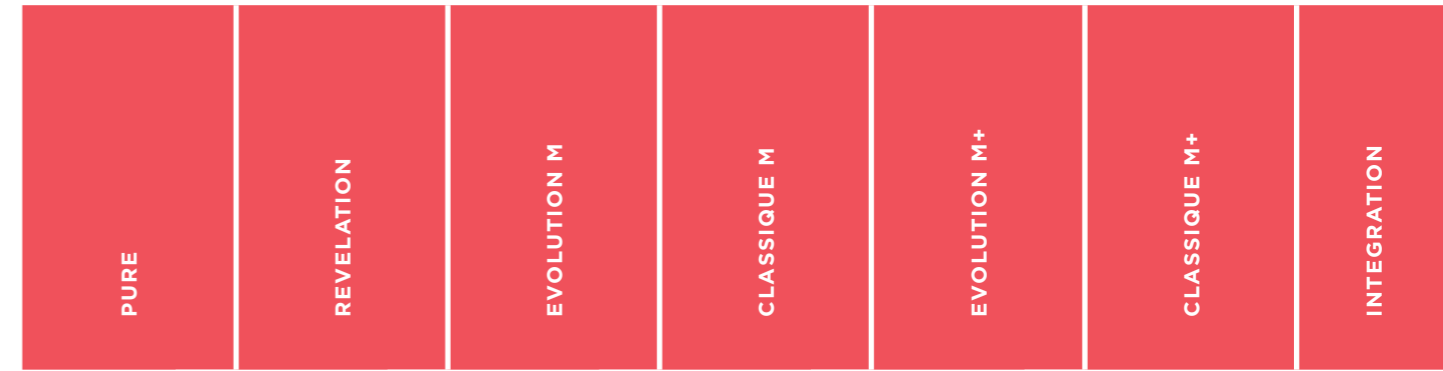 PURE
REVELATION
EVOLUTION M
CLASSIQUE M
EVOLUTION M+
CLASSIQUE M+
INTEGRATION